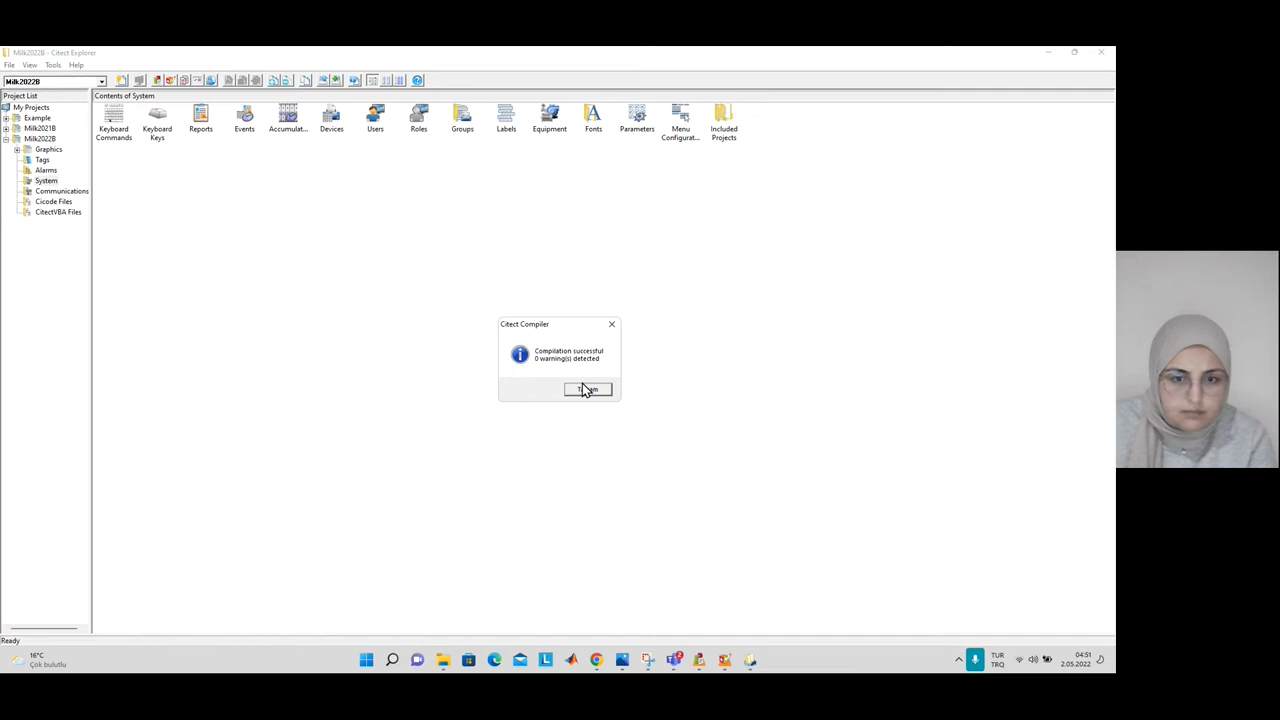 Milk2022B - Citect Explorer
File View Tools Help
Milk2022B
Project List
Contents of System
My Projects
Example
Milk2021B
Milk2022B
Graphics
Tags
Alarms
System
Communications
Cicode Files
CitectVBA Files
Keyboard Commands
Keyboard Keys
Reports
Events
Accumulat...
Devices
Users
Roles
Groups
Labels
Equipment
Fonts
Parameters
Menu Configurat...
Included Projects
Citect Compiler
Compilation successful
0 warning(s) detected
Ready
16°C
Çok bulutlu
TUR
TRQ
04:51
2.05.2022